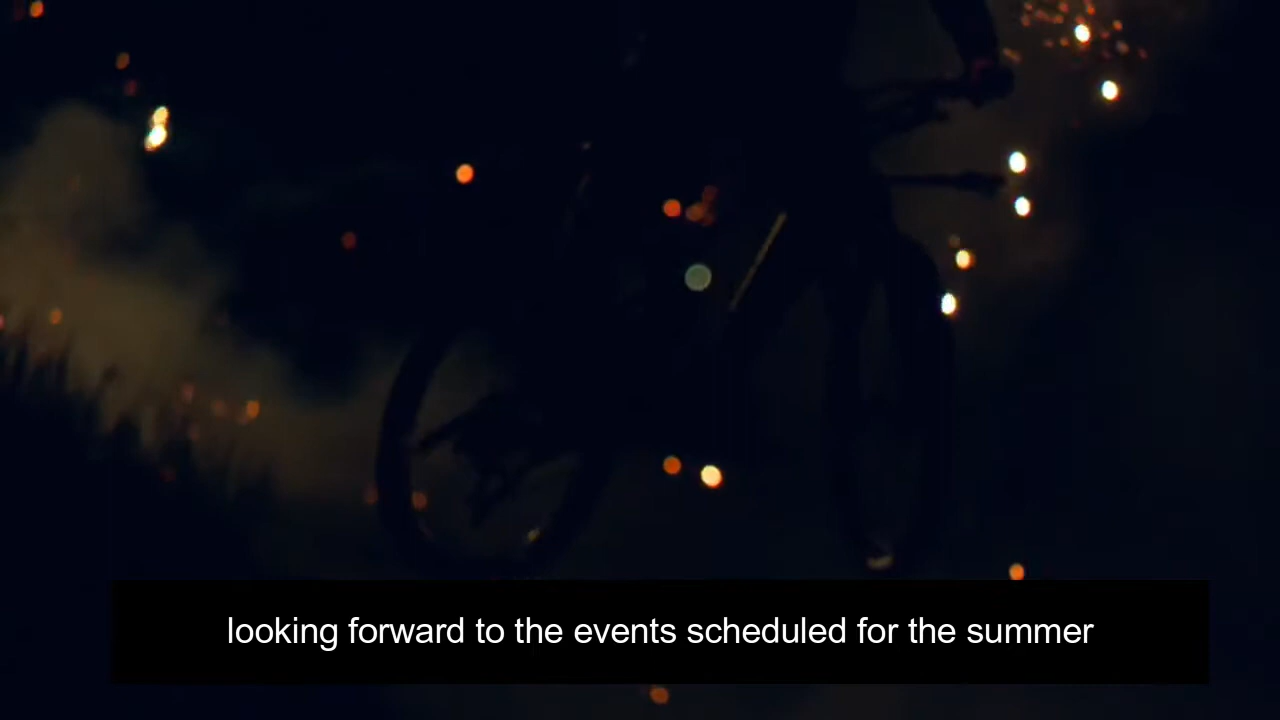 looking forward to the events scheduled for the summer